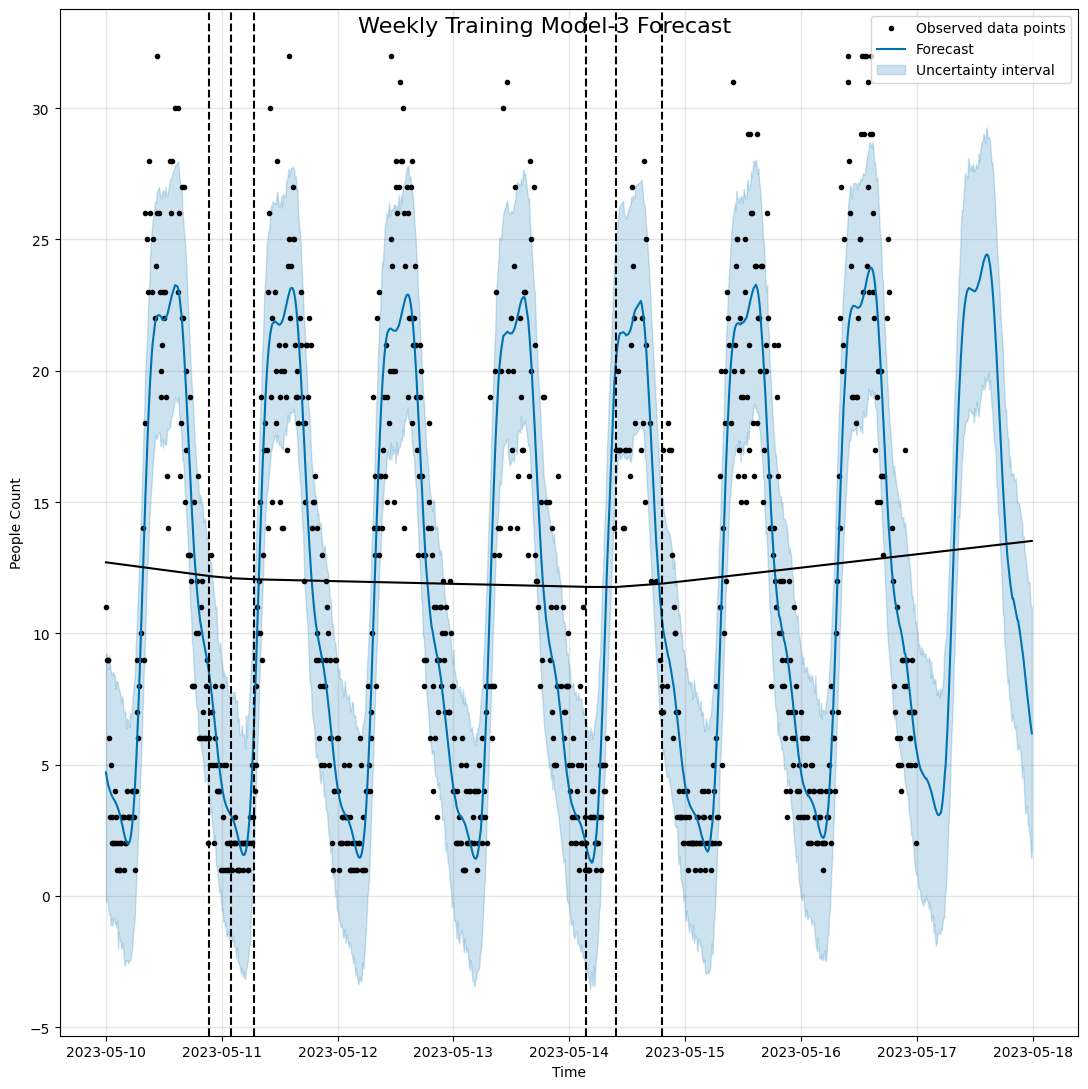 Weekly Training Model-3 Forecast
Observed data points
Forecast
Uncertainty interval
People Count
30
25
20
15
10
5
0
−5
2023-05-10
2023-05-11
2023-05-12
2023-05-13
2023-05-14
2023-05-15
2023-05-16
2023-05-17
2023-05-18
Time